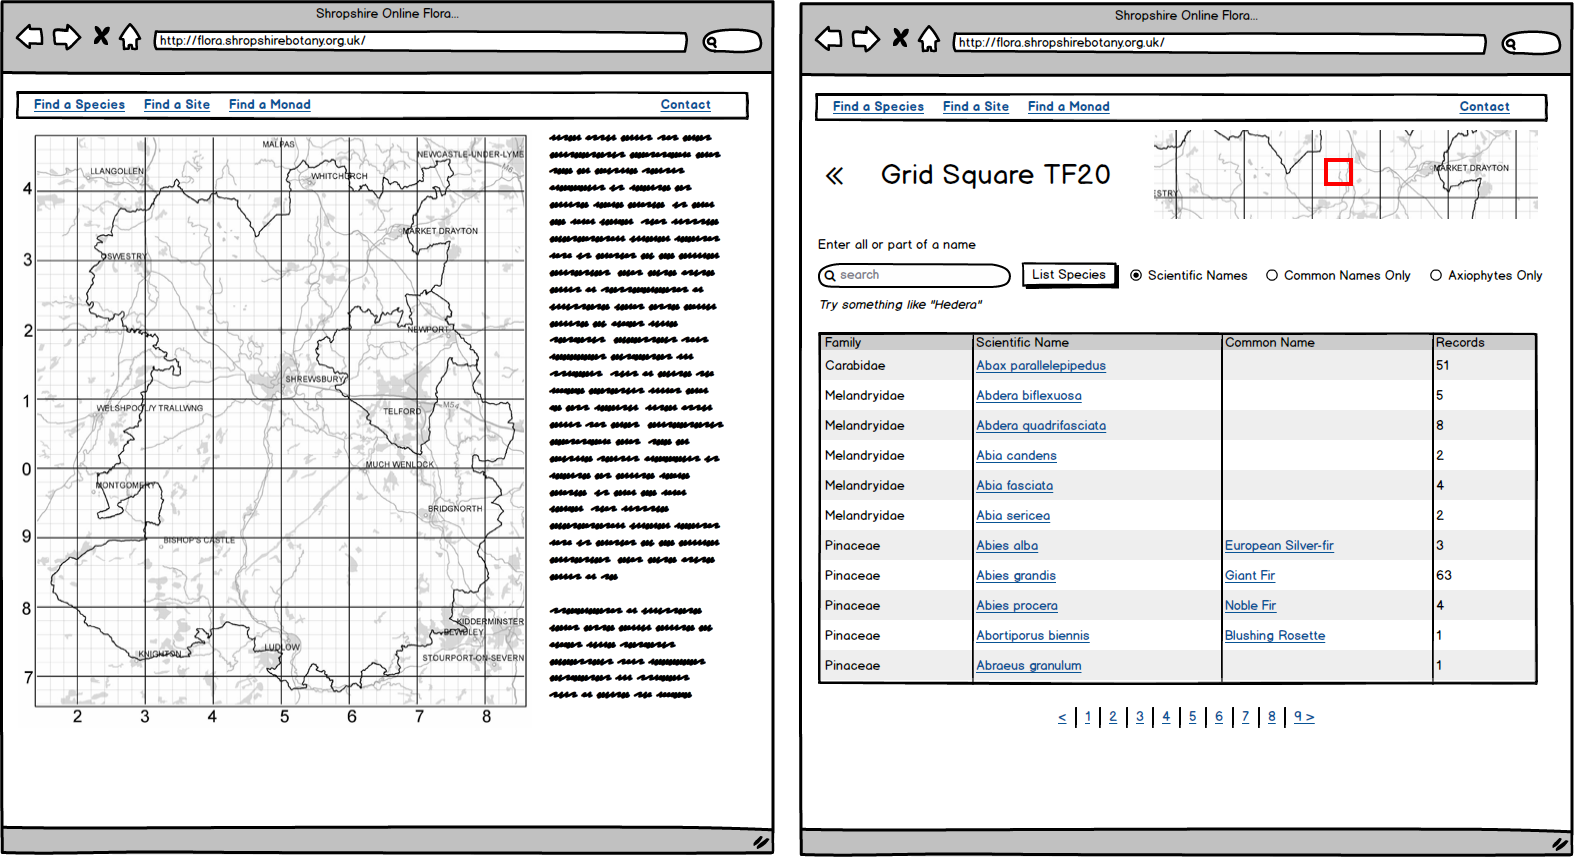 Shropshire Online Flora...
http://flora.shropshirebotany.org.uk/
Find a Species Find a Site Find a Monad Contact
MALPAS
NEWCASTLE-UNDER-LYME
LLANGOLLEN
WHITCHURCH
4
MARKET DRAYTON
OSWESTRY
3
2
NEWPORT
SHREWSBURY
1
WELSHPOOL/Y TRALLWNG
TELFORD
M54
0
MUCH WENLOCK
MONTGOMERY
BRIDGNORTH
9
BISHOP'S CASTLE
8
KIDDERMINSTER
BEWDLEY
LUDLOW
KNIGHTON
STOURPORT-ON-SEVERN
7
2 3 4 5 6 7 8
Shropshire Online Flora...
http://flora.shropshirebotany.org.uk/
Find a Species Find a Site Find a Monad Contact
« Grid Square TF20
MARKET DRAYTON
ESTRY
Enter all or part of a name
search List Species Scientific Names Common Names Only Axiophytes Only
Try something like "Hedera"
Family Scientific Name Common Name Records
Carabidae Abax parallelepipedus 51
Melandryidae Abdera biflexuosa 5
Melandryidae Abdera quadrifasciata 8
Melandryidae Abia candens 2
Melandryidae Abia fasciata 4
Melandryidae Abia sericea 2
Pinaceae Abies alba European Silver-fir 3
Pinaceae Abies grandis Giant Fir 63
Pinaceae Abies procera Noble Fir 4
Pinaceae Abortiporus biennis Blushing Rosette 1
Pinaceae Abraeus granulum 1
< | 1 | 2 | 3 | 4 | 5 | 6 | 7 | 8 | 9 >